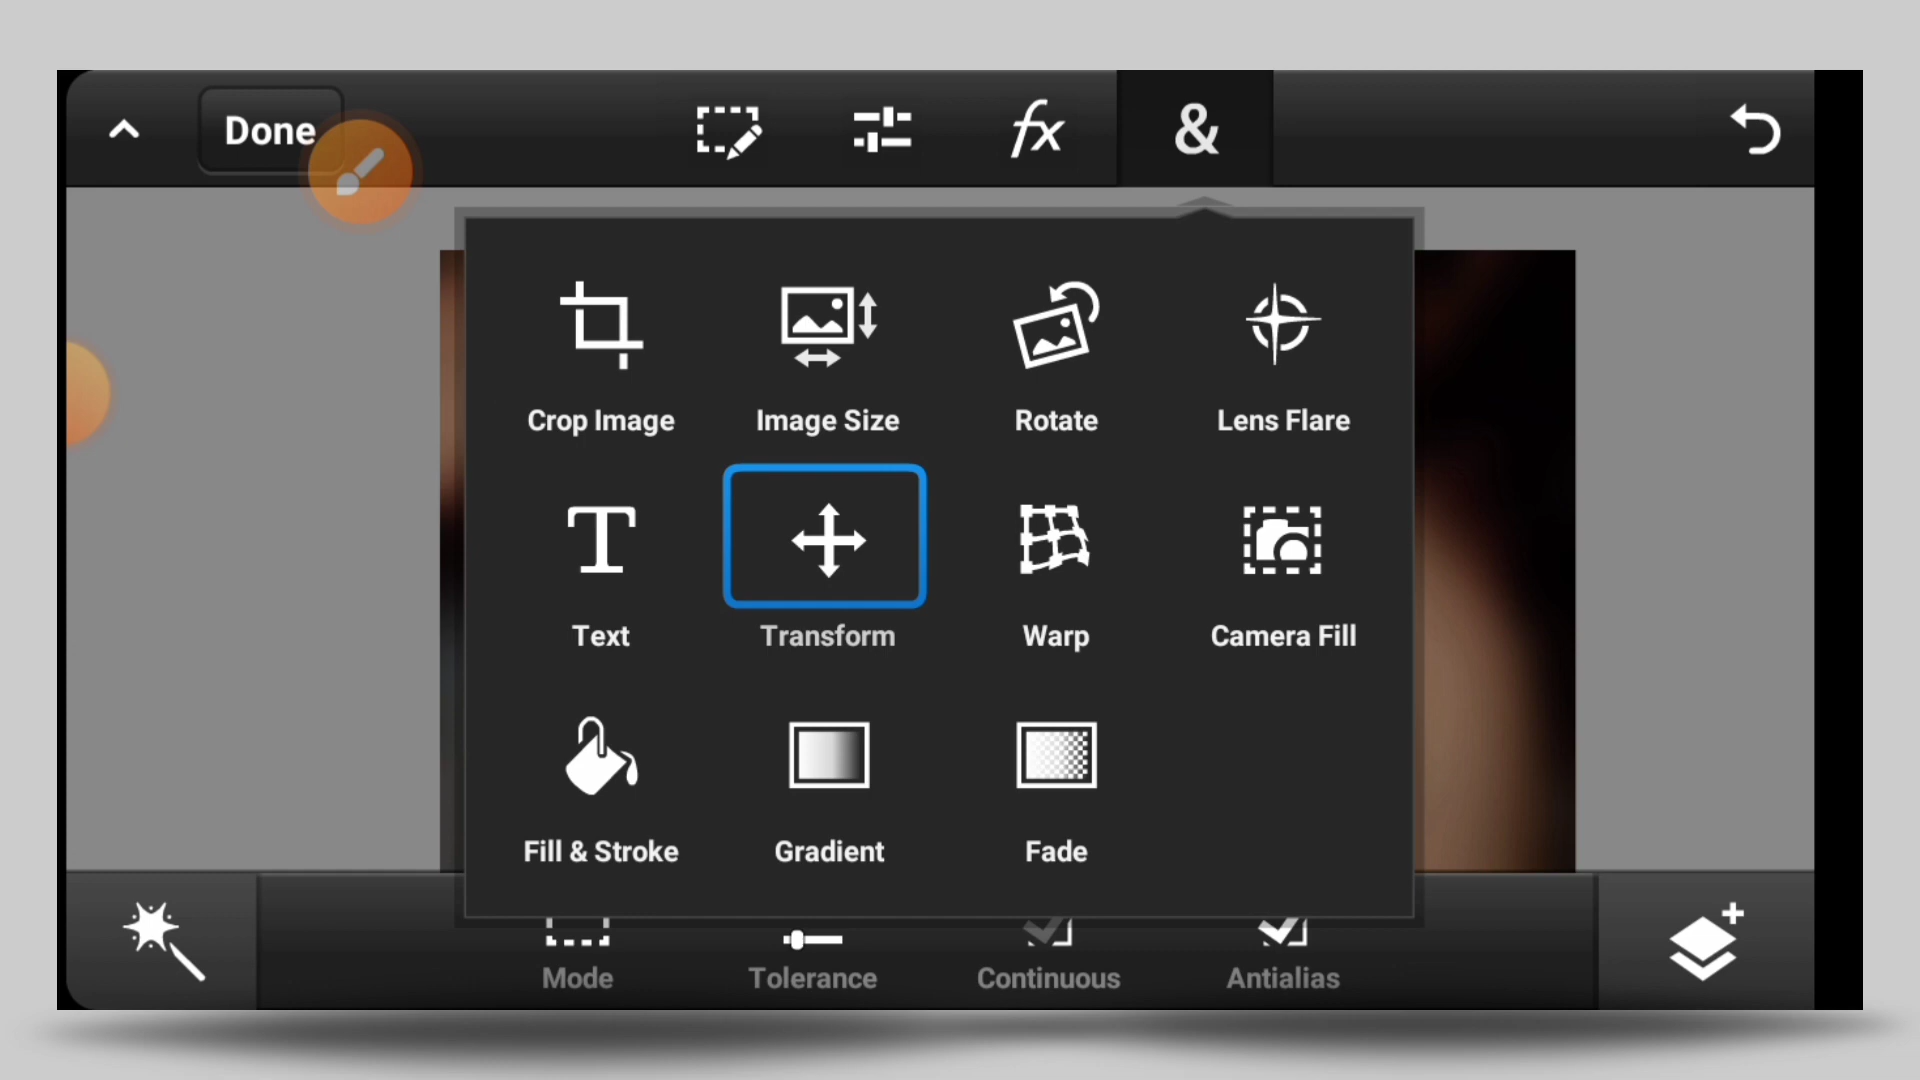 Done
fx
&
Crop Image
Image Size
Rotate
Lens Flare
Text
Transform
Warp
Camera Fill
Fill & Stroke
Gradient
Fade
Mode
Tolerance
Continuous
Antialias